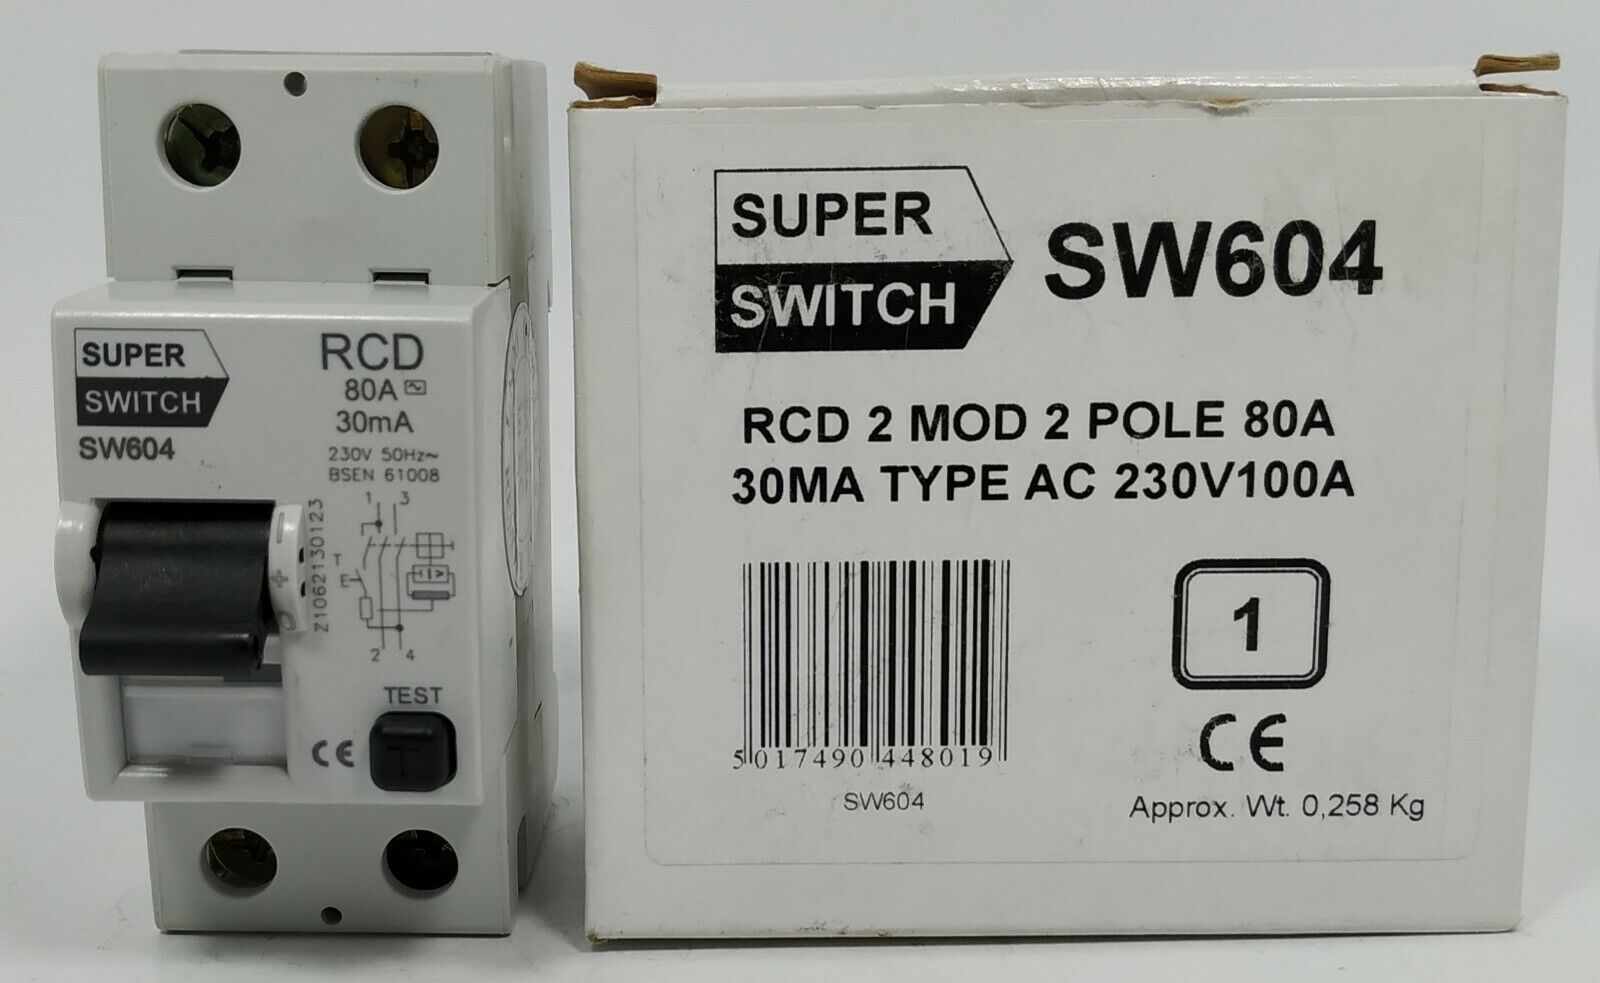 SUPER
SWITCH
SW604
RCD
80A
30mA
230V 50Hz~
BSEN 61008
1 3
T
E
2 4
Z1062130123
TEST
T
CE
SUPER
SWITCH
SW604
RCD 2 MOD 2 POLE 80A
30MA TYPE AC 230V100A
5 017490 448019
SW604
1
CE
Approx. Wt. 0,258 Kg